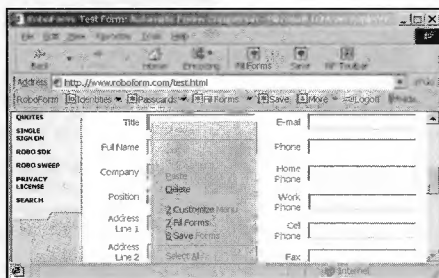 RoboForm Test Form: Automatic
Back Home Encoding Fill Forms Save RF Toolbar
Address http://www.roboform.com/test.html
RoboForm Identities Passcards Fill Forms Save More Logoff
QUOTES
SINGLE SIGN ON
ROBO SDK
ROBO SWEEP
PRIVACY
LICENSE
SEARCH
Title E-mail
Full Name Phone
Company Home Phone
Position Work Phone
Address Line 1 Cell Phone
Address Line 2 Fax
Paste
Delete
Customize Menu
Fill Forms
Save Forms
Select All
Internet